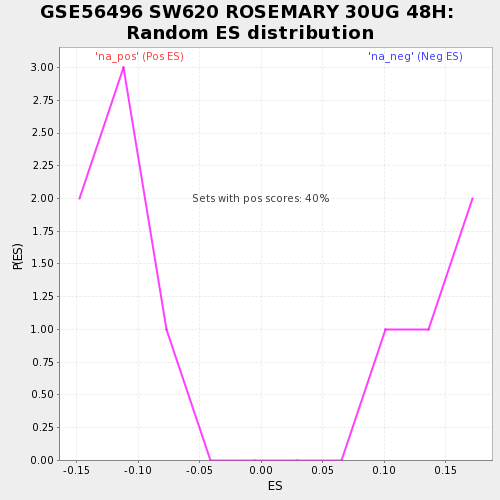 GSE56496 SW620 ROSEMARY 30UG 48H:
Random ES distribution
'na_pos' (Pos ES)
'na_neg' (Neg ES)
Sets with pos scores: 40%
P(ES)
3.00
2.75
2.50
2.25
2.00
1.75
1.50
1.25
1.00
0.75
0.50
0.25
0.00
-0.15 -0.10 -0.05 0.00 0.05 0.10 0.15
ES